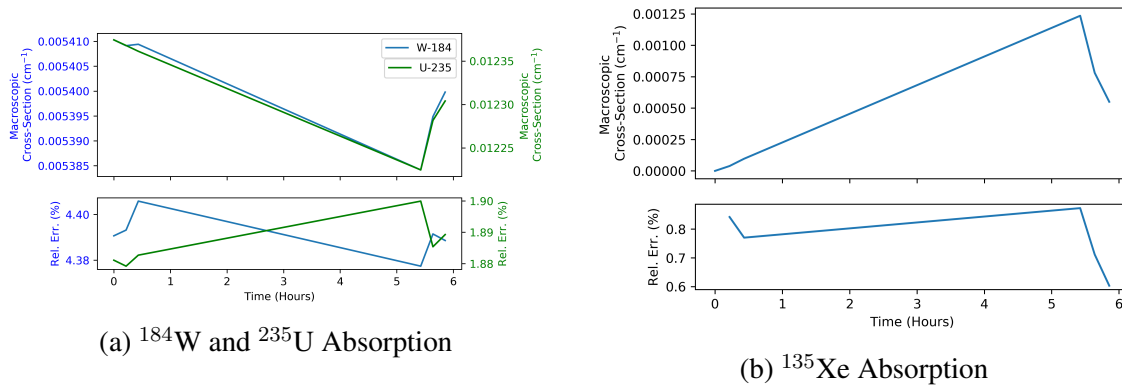 0.005410
0.005405
0.005400
0.005395
0.005390
0.005385
Macroscopic
Cross-Section (cm⁻¹)
W-184
U-235
0.01235
0.01230
0.01225
Macroscopic
Cross-Section (cm⁻¹)
4.40
4.38
Rel. Err. (%)
1.90
1.89
1.88
Rel. Err. (%)
0 1 2 3 4 5 6
Time (Hours)
(a) ¹⁸⁴W and ²³⁵U Absorption
0.00125
0.00100
0.00075
0.00050
0.00025
0.00000
Macroscopic
Cross-Section (cm⁻¹)
0.8
0.7
0.6
Rel. Err. (%)
0 1 2 3 4 5 6
Time (Hours)
(b) ¹³⁵Xe Absorption